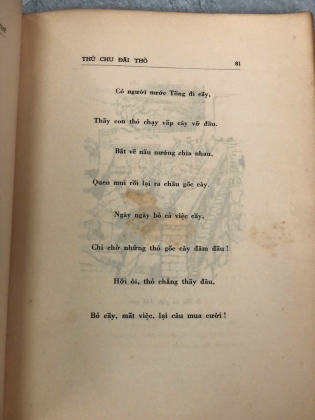 THỦ CHU ĐÃI THỎ 81
Có người nước Tống đi cầy,
Thấy con thỏ chạy vấp cây vỡ đầu.
Bắt về nấu nướng chia nhau,
Quen mui rồi lại ra chầu gốc cây.
Ngày ngày bỏ cả việc cầy,
Chỉ chờ những thỏ gốc cây đâm đầu !
Hỡi ôi, thỏ chẳng thấy đâu,
Bỏ cầy, mất việc, lại câu mua cười !